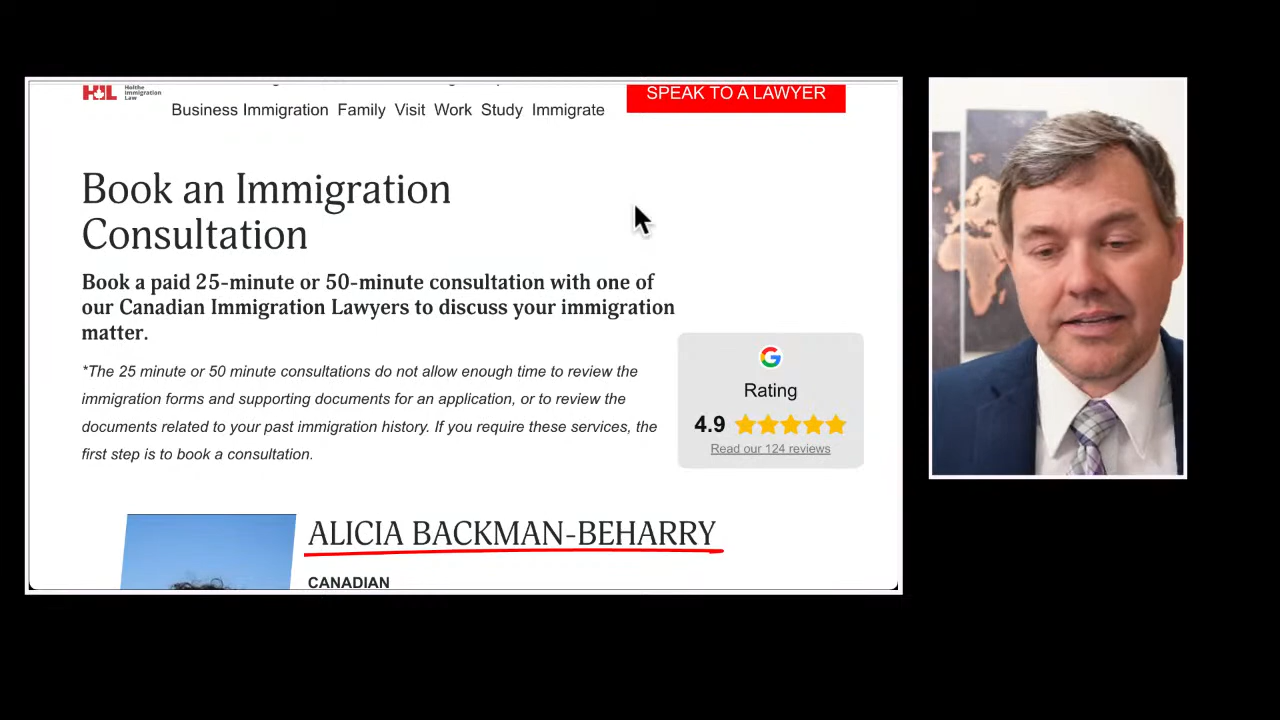 HIL
Holthe
Immigration
Law
SPEAK TO A LAWYER
Business Immigration Family Visit Work Study Immigrate
Book an Immigration
Consultation
Book a paid 25-minute or 50-minute consultation with one of
our Canadian Immigration Lawyers to discuss your immigration
matter.
*The 25 minute or 50 minute consultations do not allow enough time to review the
immigration forms and supporting documents for an application, or to review the
documents related to your past immigration history. If you require these services, the
first step is to book a consultation.
G
Rating
4.9
Read our 124 reviews
ALICIA BACKMAN-BEHARRY
CANADIAN